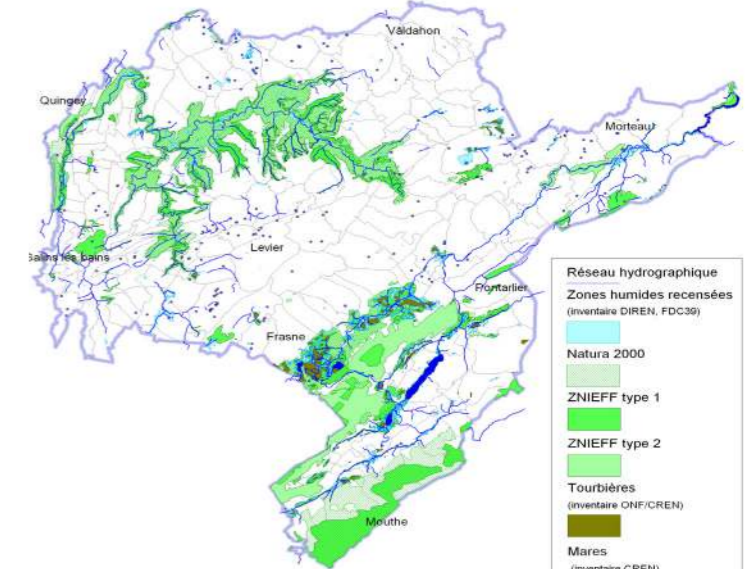 Valdahon
Quingey
Morteau
Levier
Salins les bains
Pontarlier
Frasne
Mouthe
Réseau hydrographique
Zones humides recensées
(inventaire DIREN, FDC39)
Natura 2000
ZNIEFF type 1
ZNIEFF type 2
Tourbières
(inventaire ONF/CREN)
Mares
(inventaire CREN)